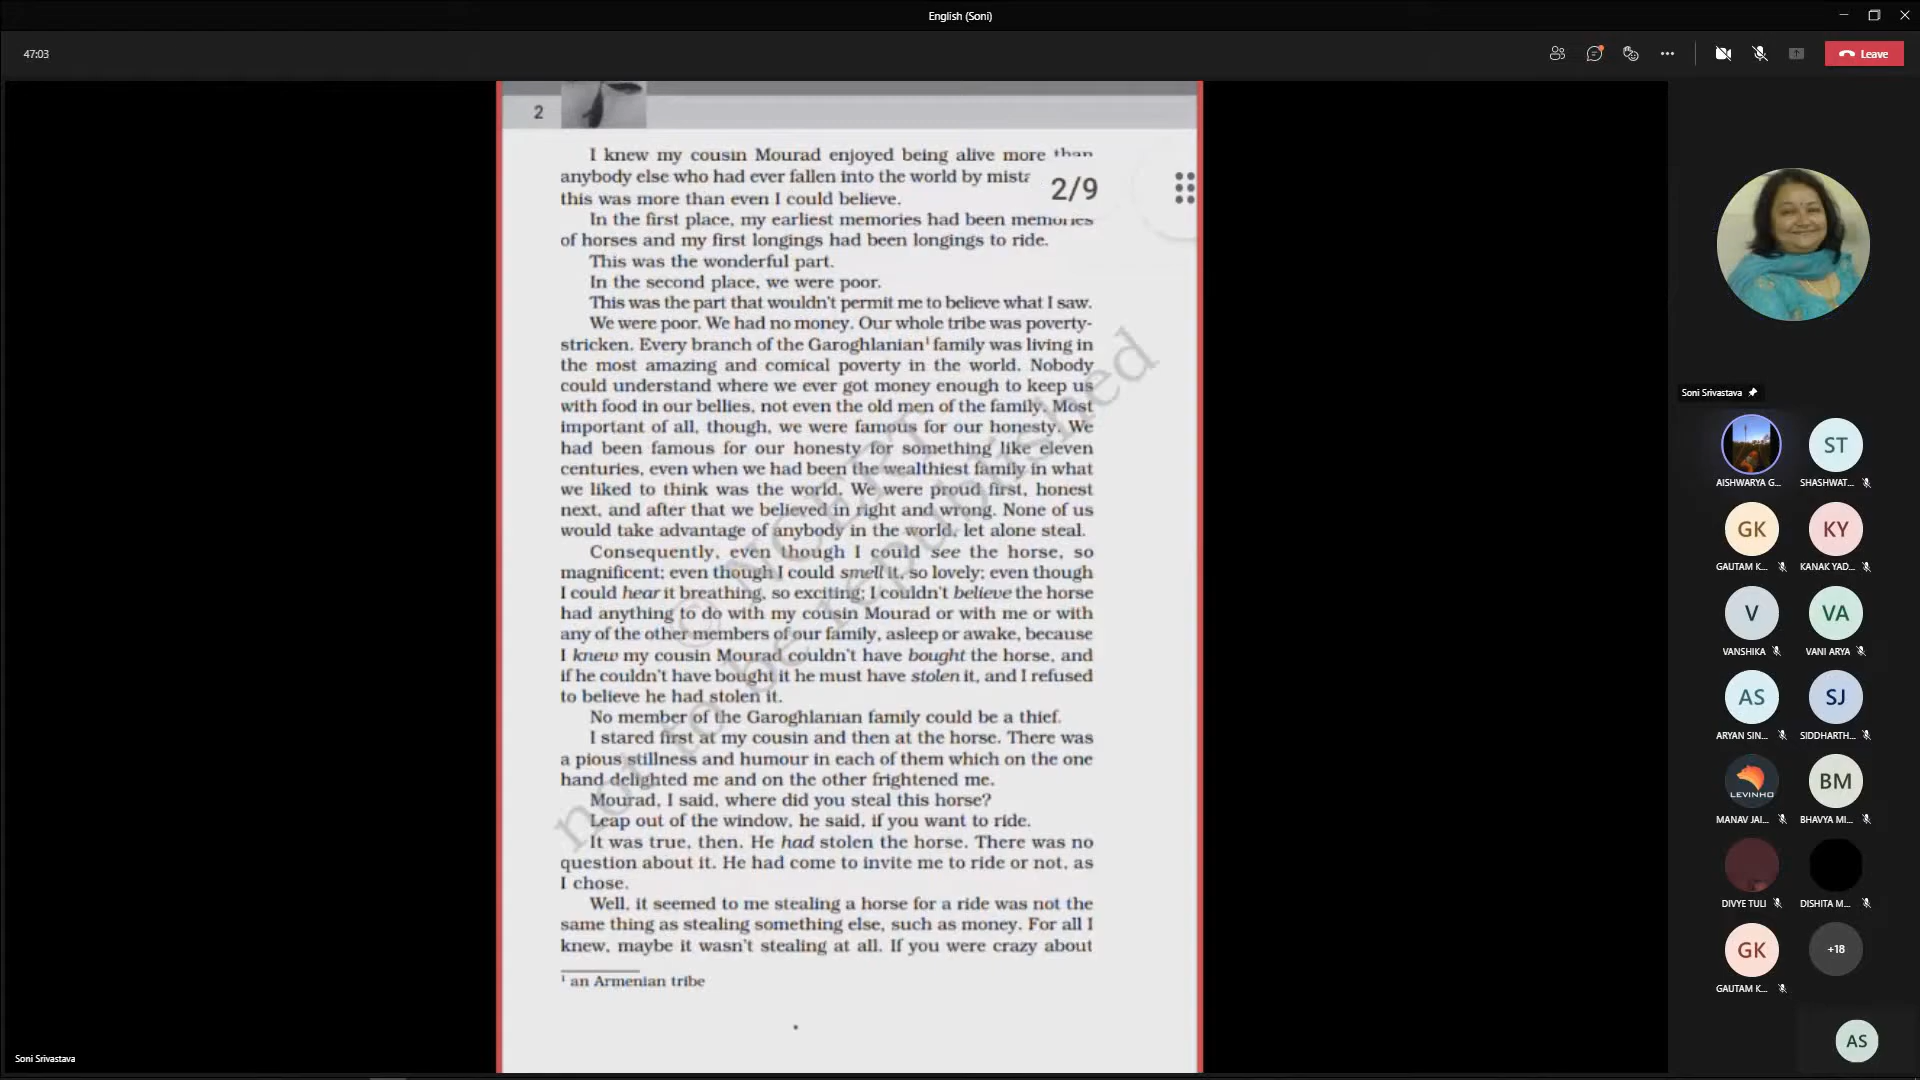 English (Soni)
47:03
Leave
2
I knew my cousin Mourad enjoyed being alive more than
anybody else who had ever fallen into the world by
2/9
this was more than even I could believe.
In the first place, my earliest memories had been memories
of horses and my first longings had been longings to ride.
This was the wonderful part.
In the second place, we were poor.
This was the part that wouldn't permit me to believe what I saw.
We were poor. We had no money. Our whole tribe was poverty-
stricken. Every branch of the Garoghlanian¹ family was living in
the most amazing and comical poverty in the world. Nobody
could understand where we ever got money enough to keep us
with food in our bellies, not even the old men of the family. Most
important of all, though, we were famous for our honesty. We
had been famous for our honesty for something like eleven
centuries, even when we had been the wealthiest family in what
we liked to think was the world. We were proud first, honest
next, and after that we believed in right and wrong. None of us
would take advantage of anybody in the world, let alone steal.
Consequently, even though I could see the horse, so
magnificent; even though I could smell it, so lovely; even though
I could hear it breathing, so exciting; I couldn't believe the horse
had anything to do with my cousin Mourad or with me or with
any of the other members of our family, asleep or awake, because
I knew my cousin Mourad couldn't have bought the horse, and
if he couldn't have bought it he must have stolen it, and I refused
to believe he had stolen it.
No member of the Garoghlanian family could be a thief.
I stared first at my cousin and then at the horse. There was
a pious stillness and humour in each of them which on the one
hand delighted me and on the other frightened me.
Mourad, I said, where did you steal this horse?
Leap out of the window, he said, if you want to ride.
It was true, then. He had stolen the horse. There was no
question about it. He had come to invite me to ride or not, as
I chose.
Well, it seemed to me stealing a horse for a ride was not the
same thing as stealing something else, such as money. For all I
knew, maybe it wasn't stealing at all. If you were crazy about
¹ an Armenian tribe
© NCERT
not to be republished
Soni Srivastava
Soni Srivastava
ST
AISHWARYA G... SHASHWAT...
GK KY
GAUTAM K... KANAK YAD...
V VA
VANSHIKA VANI ARYA
AS SJ
ARYAN SIN... SIDDHARTH...
LEVINHO BM
MANAV JAI... BHAVYA MI...
DIVYE TULI DISHITA M...
GK +18
GAUTAM K...
AS